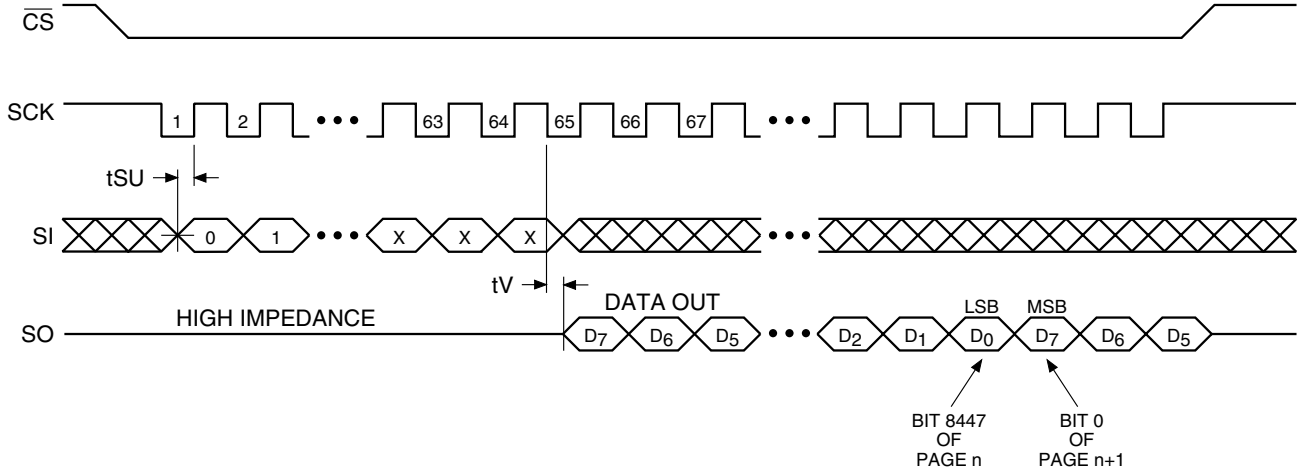 CS
SCK
1 2 63 64 65 66 67
tSU
SI
0 1 X X X
tV
DATA OUT
HIGH IMPEDANCE
LSB MSB
SO
D7 D6 D5 D2 D1 D0 D7 D6 D5
BIT 8447
OF
PAGE n
BIT 0
OF
PAGE n+1